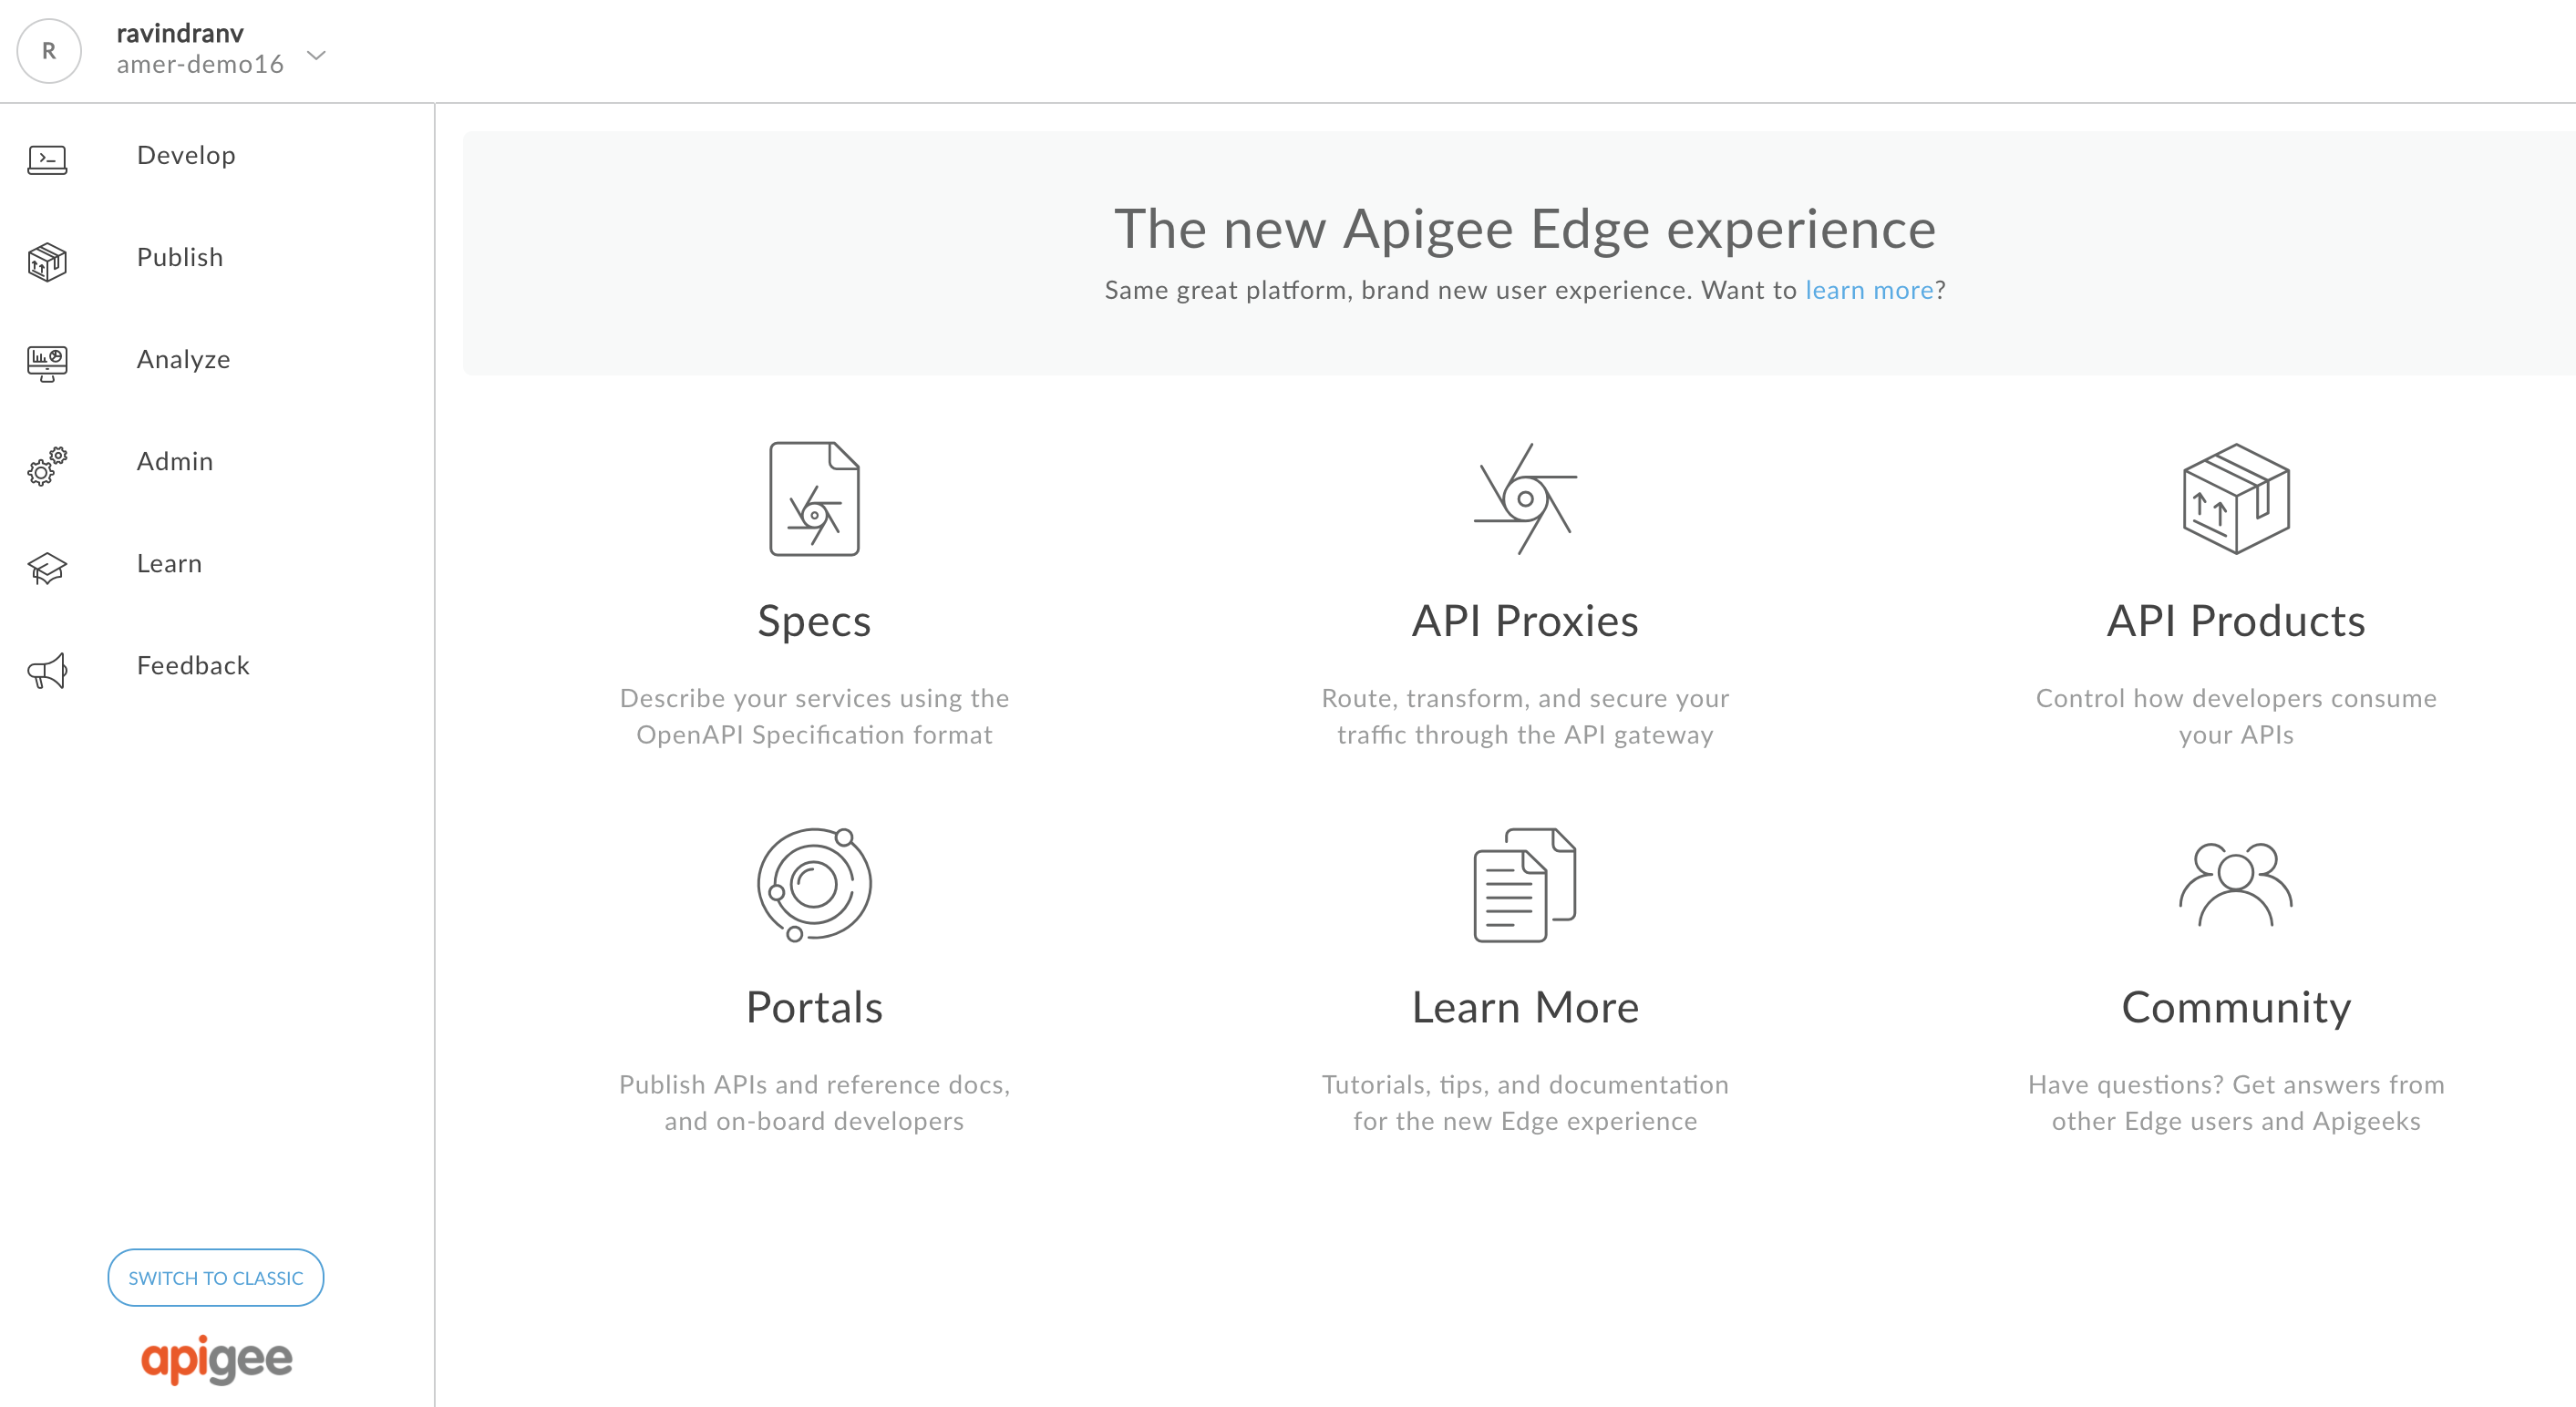 R
ravindranv
amer-demo16
Develop
Publish
Analyze
Admin
Learn
Feedback
SWITCH TO CLASSIC
apigee
The new Apigee Edge experience
Same great platform, brand new user experience. Want to learn more?
Specs
Describe your services using the
OpenAPI Specification format
API Proxies
Route, transform, and secure your
traffic through the API gateway
API Products
Control how developers consume
your APIs
Portals
Publish APIs and reference docs,
and on-board developers
Learn More
Tutorials, tips, and documentation
for the new Edge experience
Community
Have questions? Get answers from
other Edge users and Apigeeks